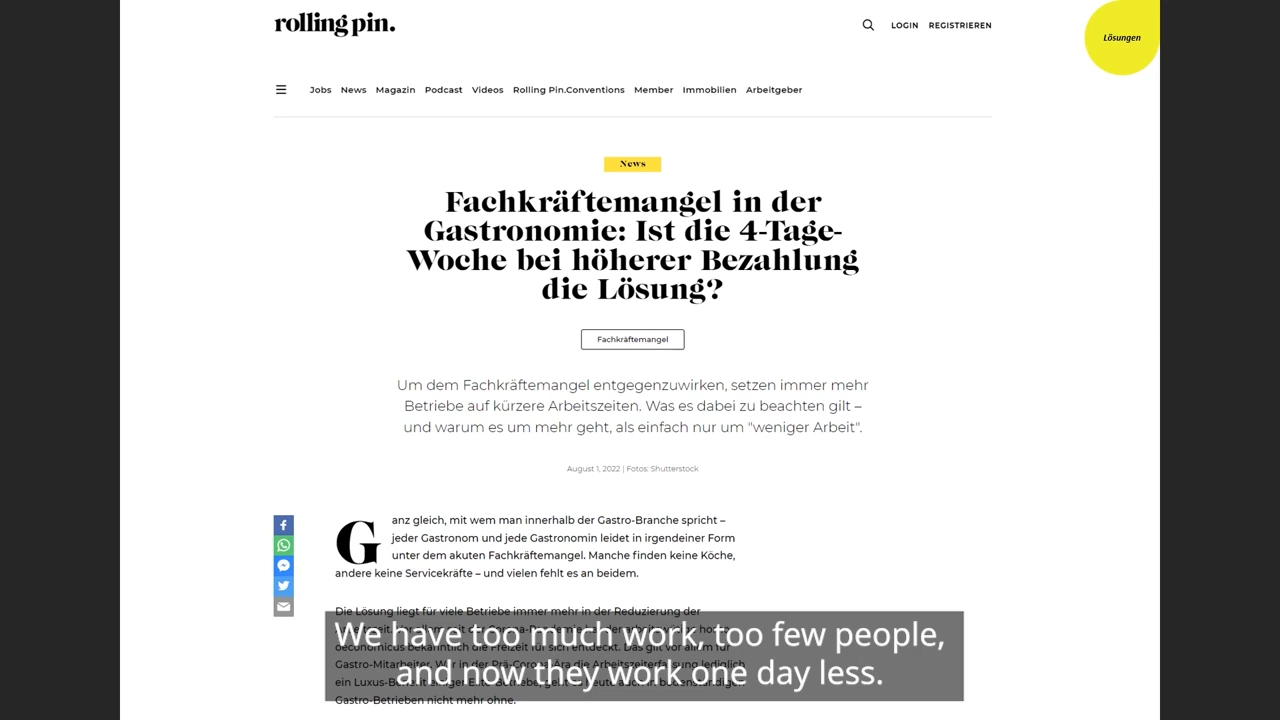 rolling pin.
LOGIN REGISTRIEREN
Lösungen
Jobs News Magazin Podcast Videos Rolling Pin.Conventions Member Immobilien Arbeitgeber
News
Fachkräftemangel in der
Gastronomie: Ist die 4-Tage-
Woche bei höherer Bezahlung
die Lösung?
Fachkräftemangel
Um dem Fachkräftemangel entgegenzuwirken, setzen immer mehr
Betriebe auf kürzere Arbeitszeiten. Was es dabei zu beachten gilt –
und warum es um mehr geht, als einfach nur um "weniger Arbeit".
August 1, 2022 | Fotos: Shutterstock
Ganz gleich, mit wem man innerhalb der Gastro-Branche spricht –
jeder Gastronom und jede Gastronomin leidet in irgendeiner Form
unter dem akuten Fachkräftemangel. Manche finden keine Köche,
andere keine Servicekräfte – und vielen fehlt es an beidem.
Die Lösung liegt für viele Betriebe immer mehr in der Reduzierung der
We have too much work, too few people,
and now they work one day less.
Gastro-Betrieben nicht mehr ohne.